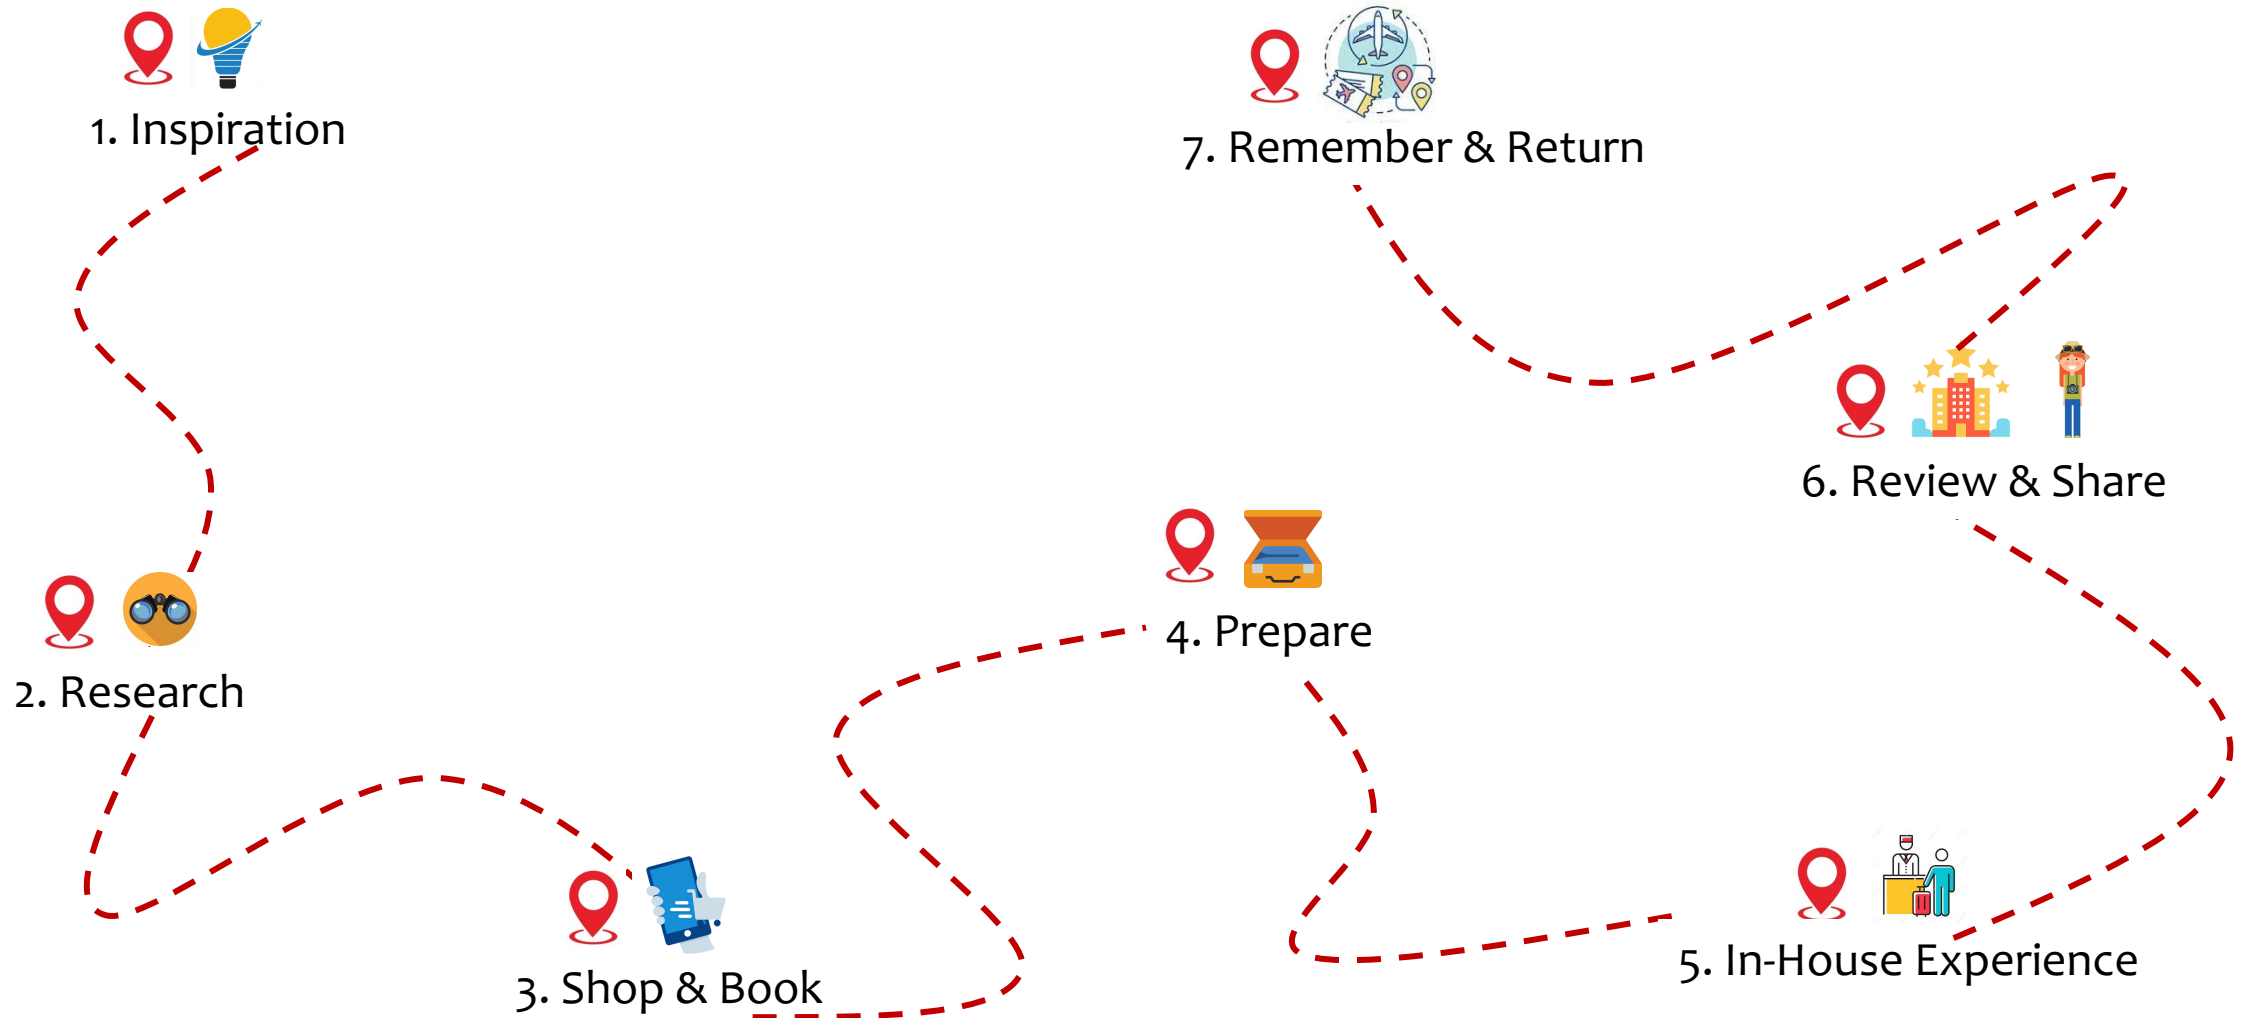 1. Inspiration
2. Research
3. Shop & Book
4. Prepare
5. In-House Experience
6. Review & Share
7. Remember & Return